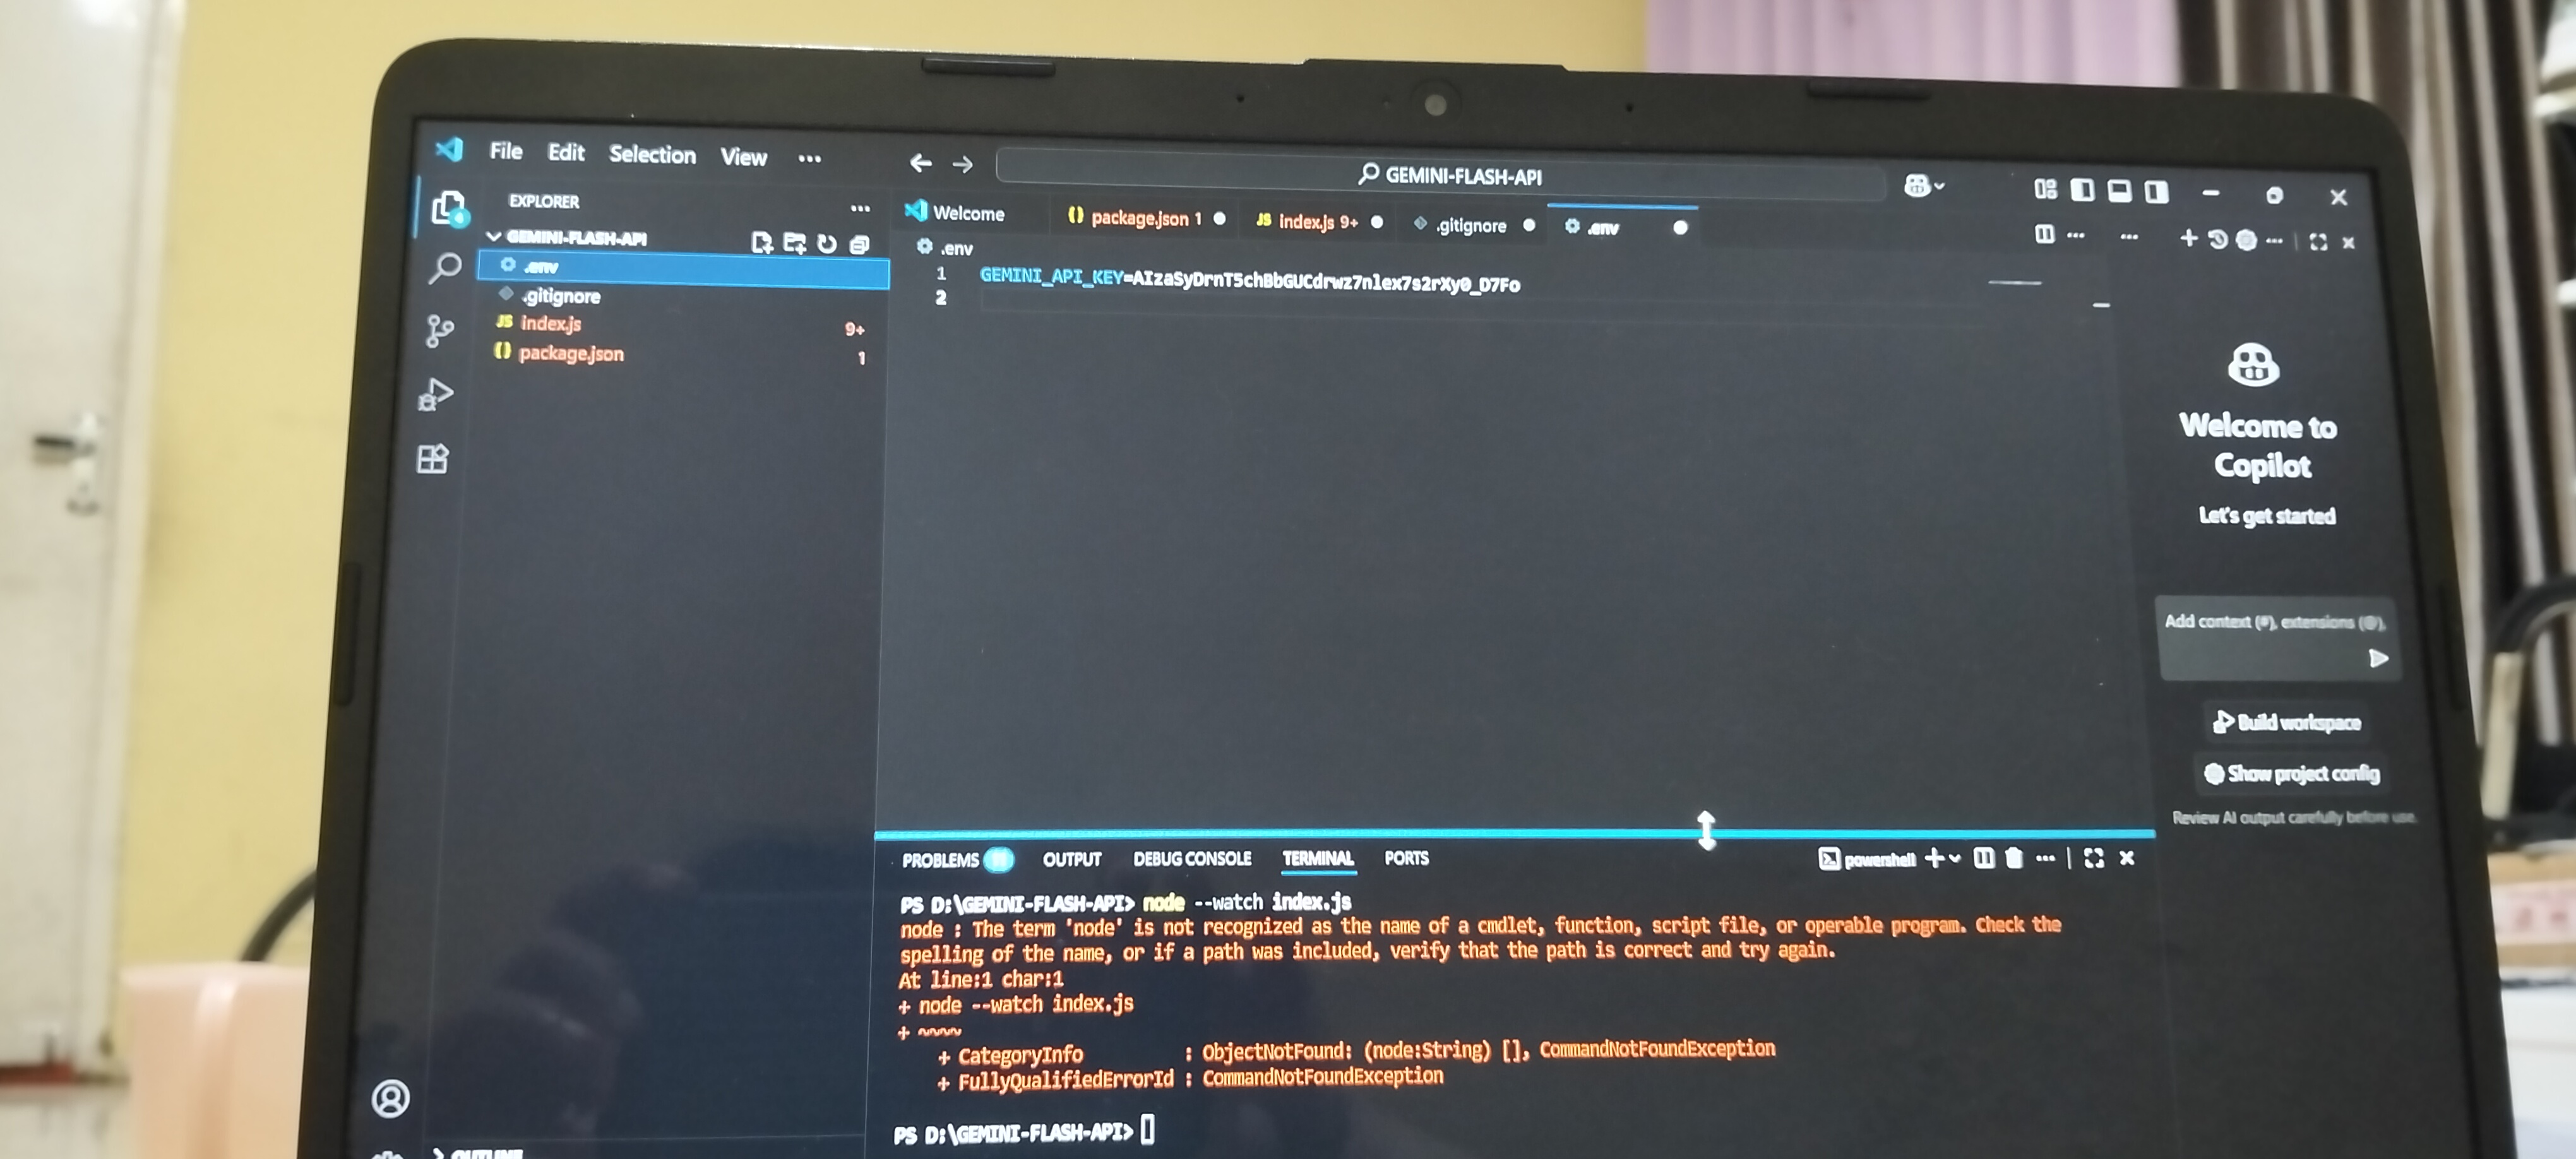 File Edit Selection View ...
GEMINI-FLASH-API
EXPLORER ...
Welcome
package.json 1
index.js 9+
.gitignore
.env
GEMINI-FLASH-API
.env
.gitignore
index.js 9+
package.json 1
.env
1 GEMINI_API_KEY=AIzaSyDrnT5chBbGUCdrwz7nlex7s2rXy0_D7Fo
2
Welcome to
Copilot
Let's get started
Add context (#), extensions (@),
Build workspace
Show project config
Review AI output carefully before use.
PROBLEMS OUTPUT DEBUG CONSOLE TERMINAL PORTS
powershell
PS D:\GEMINI-FLASH-API> node --watch index.js
node : The term 'node' is not recognized as the name of a cmdlet, function, script file, or operable program. Check the
spelling of the name, or if a path was included, verify that the path is correct and try again.
At line:1 char:1
+ node --watch index.js
+ ~~~~
+ CategoryInfo : ObjectNotFound: (node:String) [], CommandNotFoundException
+ FullyQualifiedErrorId : CommandNotFoundException
PS D:\GEMINI-FLASH-API>
OUTLINE